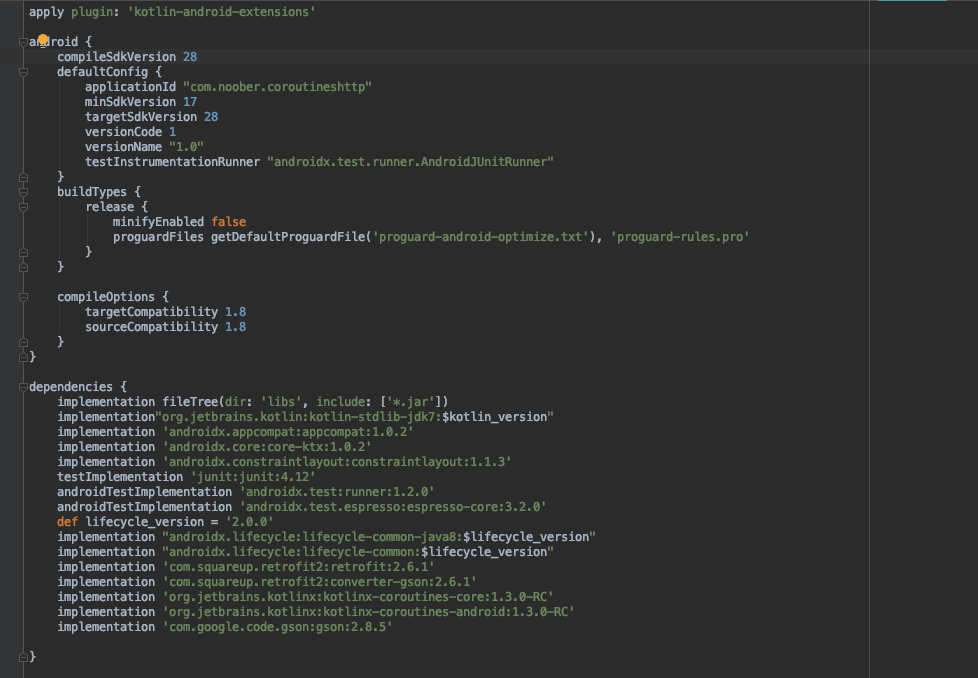 apply plugin: 'kotlin-android-extensions'
android {
compileSdkVersion 28
defaultConfig {
applicationId "com.noober.coroutineshttp"
minSdkVersion 17
targetSdkVersion 28
versionCode 1
versionName "1.0"
testInstrumentationRunner "androidx.test.runner.AndroidJUnitRunner"
}
buildTypes {
release {
minifyEnabled false
proguardFiles getDefaultProguardFile('proguard-android-optimize.txt'), 'proguard-rules.pro'
}
}
compileOptions {
targetCompatibility 1.8
sourceCompatibility 1.8
}
}
dependencies {
implementation fileTree(dir: 'libs', include: ['*.jar'])
implementation"org.jetbrains.kotlin:kotlin-stdlib-jdk7:$kotlin_version"
implementation 'androidx.appcompat:appcompat:1.0.2'
implementation 'androidx.core:core-ktx:1.0.2'
implementation 'androidx.constraintlayout:constraintlayout:1.1.3'
testImplementation 'junit:junit:4.12'
androidTestImplementation 'androidx.test:runner:1.2.0'
androidTestImplementation 'androidx.test.espresso:espresso-core:3.2.0'
def lifecycle_version = '2.0.0'
implementation "androidx.lifecycle:lifecycle-common-java8:$lifecycle_version"
implementation "androidx.lifecycle:lifecycle-common:$lifecycle_version"
implementation 'com.squareup.retrofit2:retrofit:2.6.1'
implementation 'com.squareup.retrofit2:converter-gson:2.6.1'
implementation 'org.jetbrains.kotlinx:kotlinx-coroutines-core:1.3.0-RC'
implementation 'org.jetbrains.kotlinx:kotlinx-coroutines-android:1.3.0-RC'
implementation 'com.google.code.gson:gson:2.8.5'
}